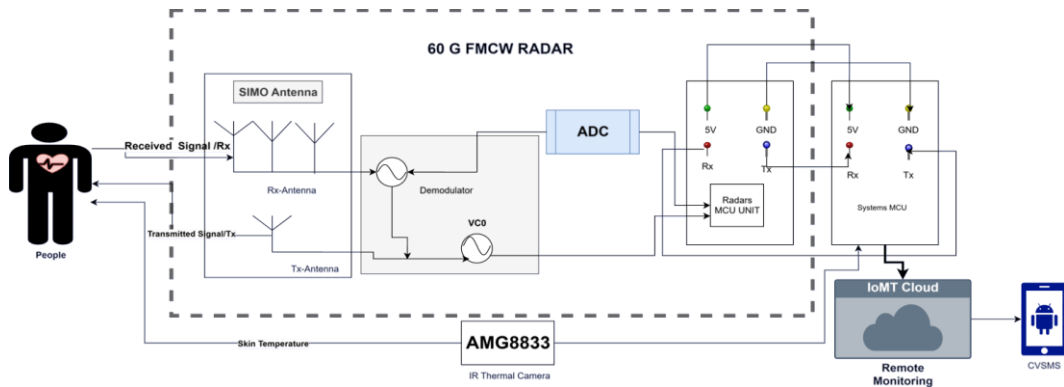 60 G FMCW RADAR
SIMO Antenna
Received Signal /Rx
Rx-Antenna
Transmitted Signal/Tx
Tx-Antenna
People
Demodulator
VC0
ADC
5V
GND
Rx
Tx
Radars
MCU UNIT
5V
GND
Rx
Tx
Systems MCU
IoMT Cloud
Remote
Monitoring
CVSMS
Skin Temperature
AMG8833
IR Thermal Camera